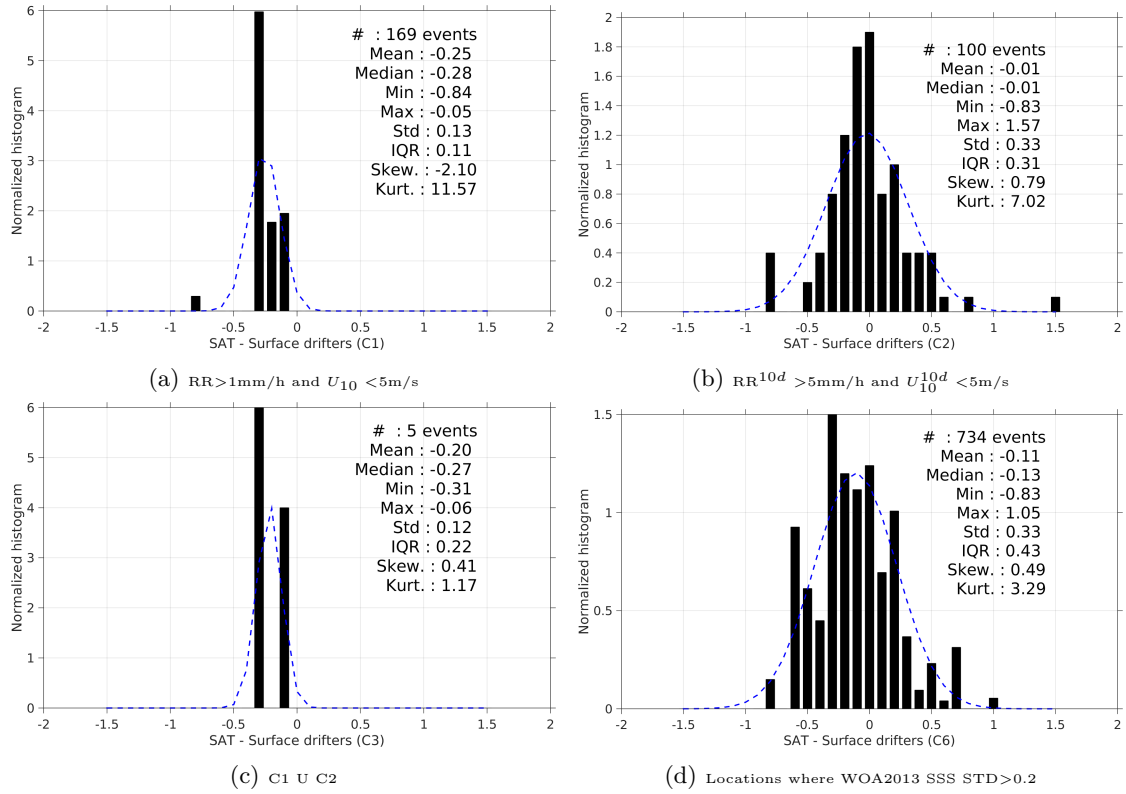 6
5
4
3
2
1
0
Normalized histogram
# : 169 events
Mean : -0.25
Median : -0.28
Min : -0.84
Max : -0.05
Std : 0.13
IQR : 0.11
Skew. : -2.10
Kurt. : 11.57
-2 -1.5 -1 -0.5 0 0.5 1 1.5 2
SAT - Surface drifters (C1)
(a) RR>1mm/h and U10 <5m/s
2
1.8
1.6
1.4
1.2
1
0.8
0.6
0.4
0.2
0
Normalized histogram
# : 100 events
Mean : -0.01
Median : -0.01
Min : -0.83
Max : 1.57
Std : 0.33
IQR : 0.31
Skew. : 0.79
Kurt. : 7.02
-2 -1.5 -1 -0.5 0 0.5 1 1.5 2
SAT - Surface drifters (C2)
(b) RR^10d >5mm/h and U10^10d <5m/s
6
5
4
3
2
1
0
Normalized histogram
# : 5 events
Mean : -0.20
Median : -0.27
Min : -0.31
Max : -0.06
Std : 0.12
IQR : 0.22
Skew. : 0.41
Kurt. : 1.17
-2 -1.5 -1 -0.5 0 0.5 1 1.5 2
SAT - Surface drifters (C3)
(c) C1 U C2
1.5
1
0.5
0
Normalized histogram
# : 734 events
Mean : -0.11
Median : -0.13
Min : -0.83
Max : 1.05
Std : 0.33
IQR : 0.43
Skew. : 0.49
Kurt. : 3.29
-2 -1.5 -1 -0.5 0 0.5 1 1.5 2
SAT - Surface drifters (C6)
(d) Locations where WOA2013 SSS STD>0.2